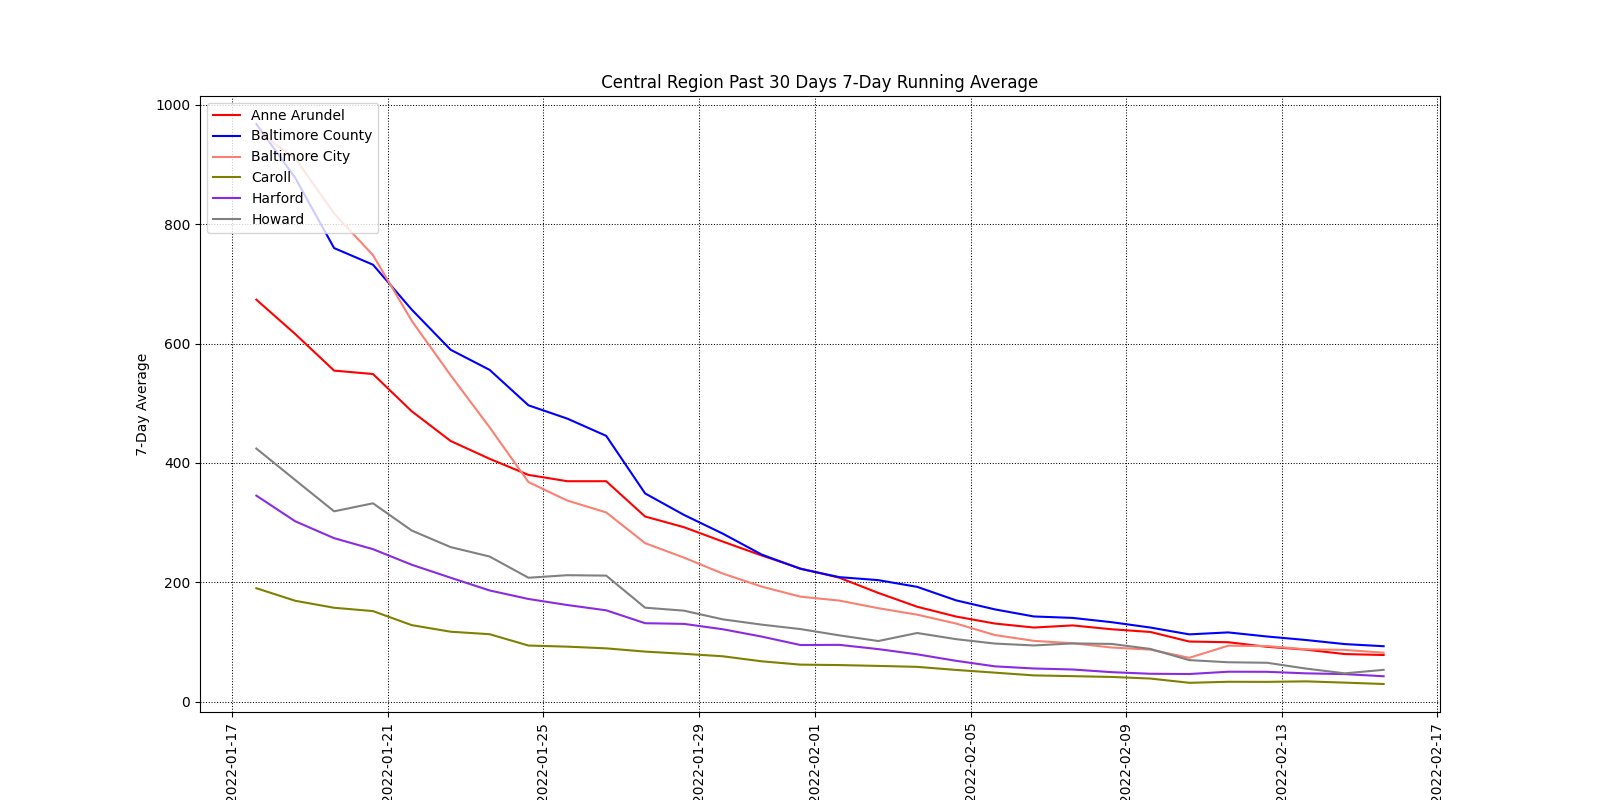 Central Region Past 30 Days 7-Day Running Average
1000
800
600
400
200
0
7-Day Average
Anne Arundel
Baltimore County
Baltimore City
Caroll
Harford
Howard
2022-01-17
2022-01-21
2022-01-25
2022-01-29
2022-02-01
2022-02-05
2022-02-09
2022-02-13
2022-02-17